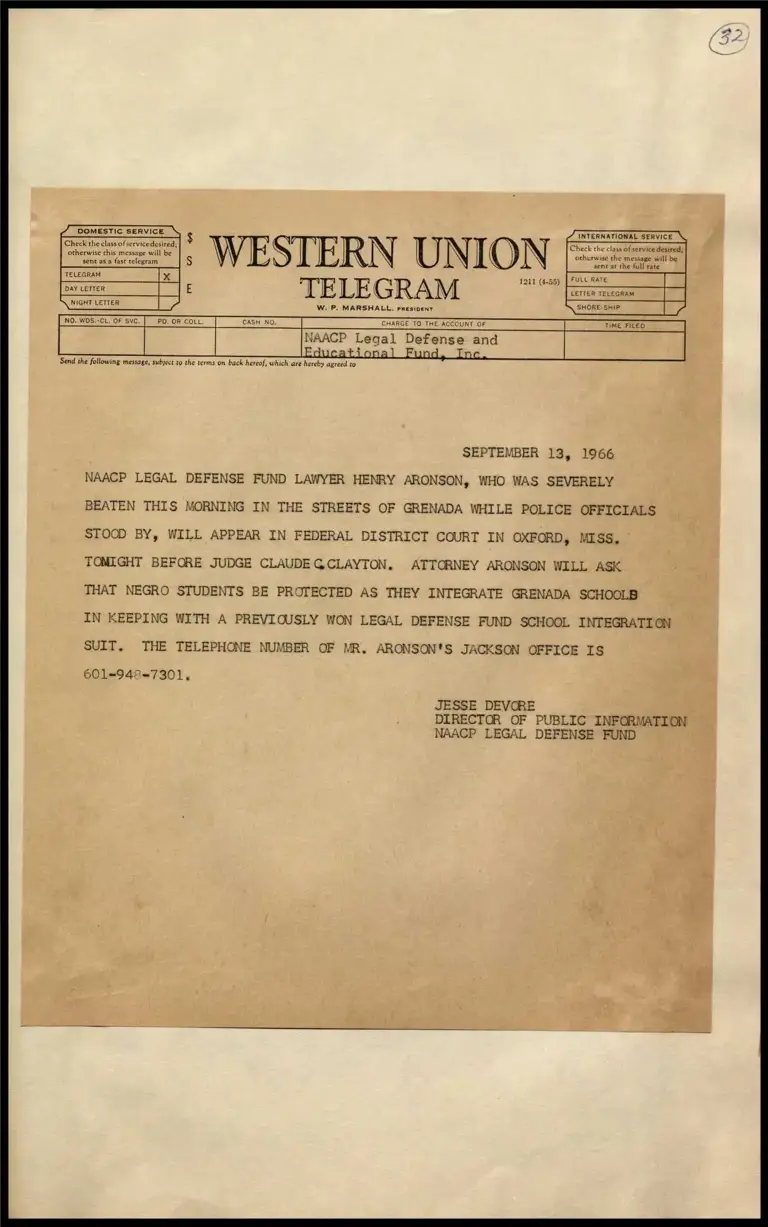 32
DOMESTIC SERVICE
Check the class of service desired;
otherwise this message will be
sent as a fast telegram
TELEGRAM X
DAY LETTER
NIGHT LETTER
$
S
E
WESTERN UNION
TELEGRAM
W. P. MARSHALL, PRESIDENT
1211 (4-55)
INTERNATIONAL SERVICE
Check the class of service desired;
otherwise the message will be
sent at the full rate
FULL RATE
LETTER TELEGRAM
SHORE-SHIP
NO. WDS.-CL. OF SVC. PD. OR COLL. CASH NO. CHARGE TO THE ACCOUNT OF TIME FILED
NAACP Legal Defense and
Educational Fund, Inc.
Send the following message, subject to the terms on back hereof, which are hereby agreed to
SEPTEMBER 13, 1966
NAACP LEGAL DEFENSE FUND LAWYER HENRY ARONSON, WHO WAS SEVERELY
BEATEN THIS MORNING IN THE STREETS OF GRENADA WHILE POLICE OFFICIALS
STOOD BY, WILL APPEAR IN FEDERAL DISTRICT COURT IN OXFORD, MISS.
TONIGHT BEFORE JUDGE CLAUDE C.CLAYTON. ATTORNEY ARONSON WILL ASK
THAT NEGRO STUDENTS BE PROTECTED AS THEY INTEGRATE GRENADA SCHOOLS
IN KEEPING WITH A PREVIOUSLY WON LEGAL DEFENSE FUND SCHOOL INTEGRATION
SUIT. THE TELEPHONE NUMBER OF MR. ARONSON'S JACKSON OFFICE IS
601-948-7301.
JESSE DEVORE
DIRECTOR OF PUBLIC INFORMATION
NAACP LEGAL DEFENSE FUND